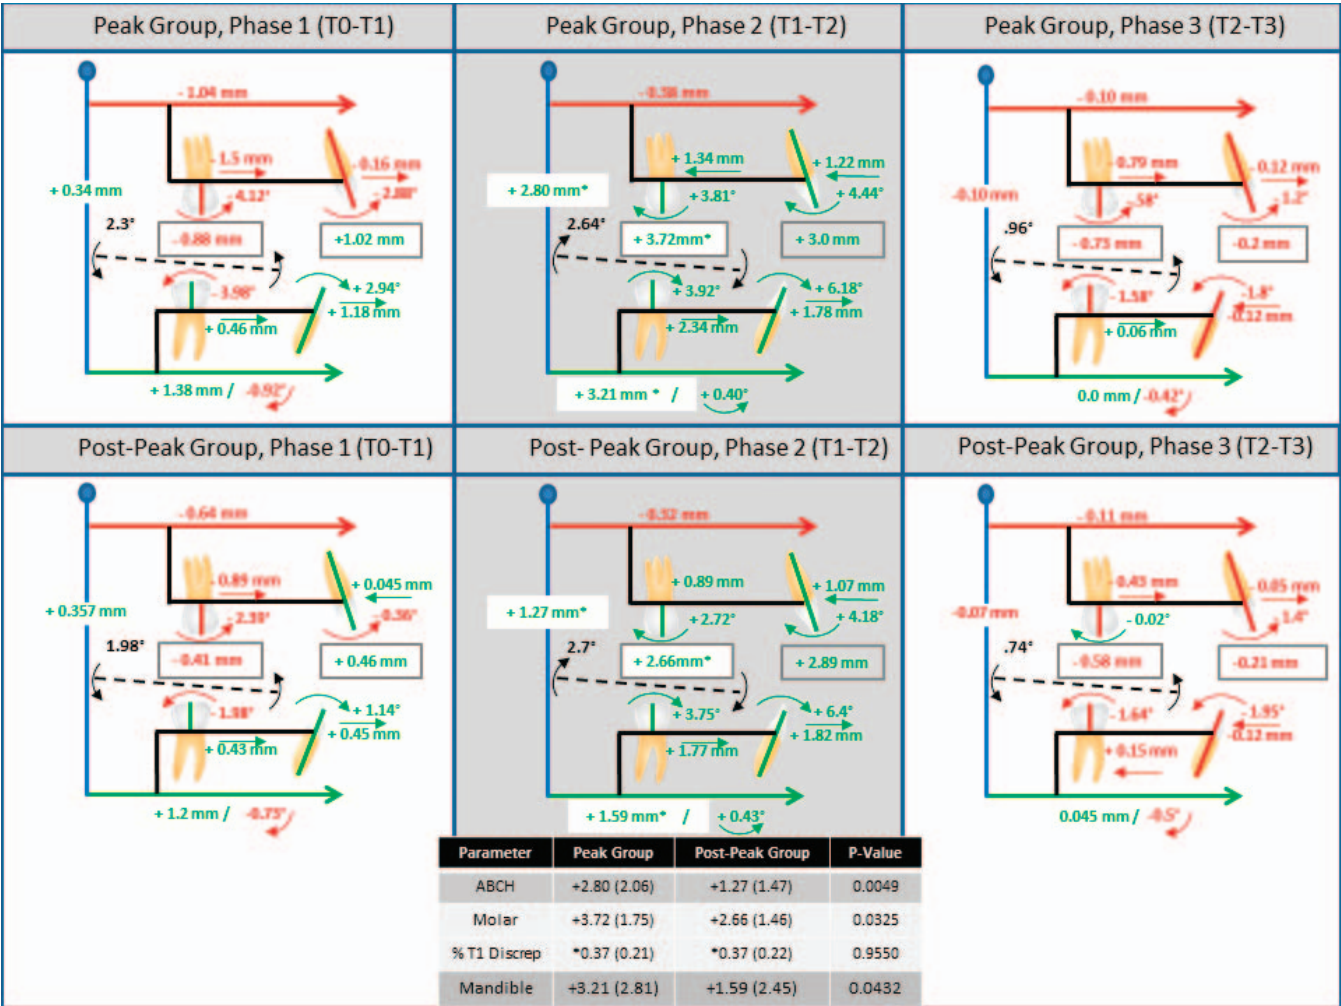 Peak Group, Phase 1 (T0-T1)
Peak Group, Phase 2 (T1-T2)
Peak Group, Phase 3 (T2-T3)
- 1.04 mm
- 1.5 mm
- 0.16 mm
+ 0.34 mm
- 4.12°
- 2.88°
2.3°
- 0.88 mm
+1.02 mm
- 3.98°
+ 2.94°
+ 1.18 mm
+ 0.46 mm
+ 1.38 mm / -0.92°
- 0.38 mm
+ 1.34 mm
+ 1.22 mm
+ 2.80 mm*
+ 3.81°
+ 4.44°
2.64°
+ 3.72mm*
+ 3.0 mm
+ 3.92°
+ 6.18°
+ 1.78 mm
+ 2.34 mm
+ 3.21 mm * / + 0.40°
- 0.10 mm
- 0.79 mm
- 0.12 mm
-0.10 mm
- .58°
- 1.2°
.96°
- 0.73 mm
-0.2 mm
- 1.58°
-1.8°
-0.12 mm
+ 0.06 mm
0.0 mm / -0.42°
Post-Peak Group, Phase 1 (T0-T1)
Post- Peak Group, Phase 2 (T1-T2)
Post-Peak Group, Phase 3 (T2-T3)
- 0.64 mm
- 0.89 mm
+ 0.045 mm
+ 0.357 mm
- 2.39°
- 0.36°
1.98°
- 0.41 mm
+ 0.46 mm
- 1.98°
+ 1.14°
+ 0.45 mm
+ 0.43 mm
+ 1.2 mm / -0.75°
- 0.32 mm
+ 0.89 mm
+ 1.07 mm
+ 1.27 mm*
+ 2.72°
+ 4.18°
2.7°
+ 2.66mm*
+ 2.89 mm
+ 3.75°
+ 6.4°
+ 1.82 mm
+ 1.77 mm
+ 1.59 mm* / + 0.43°
- 0.11 mm
- 0.43 mm
- 0.05 mm
-0.07 mm
- 0.02°
- 1.4°
.74°
- 0.58 mm
-0.21 mm
- 1.64°
- 1.95°
-0.12 mm
+ 0.15 mm
0.045 mm / -0.5°
Parameter Peak Group Post-Peak Group P-Value
ABCH +2.80 (2.06) +1.27 (1.47) 0.0049
Molar +3.72 (1.75) +2.66 (1.46) 0.0325
% T1 Discrep *0.37 (0.21) *0.37 (0.22) 0.9550
Mandible +3.21 (2.81) +1.59 (2.45) 0.0432